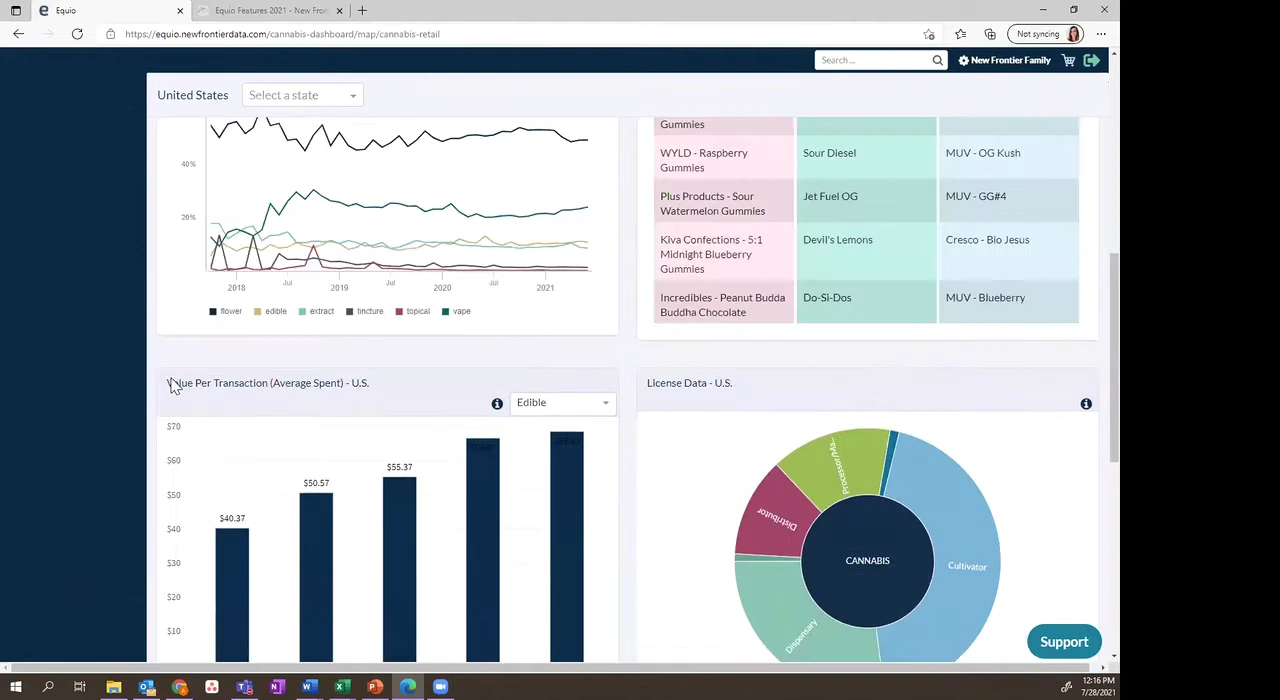 Equio
Equio Features 2021 - New Fron
https://equio.newfrontierdata.com/cannabis-dashboard/map/cannabis-retail
Not syncing
Search ...
New Frontier Family
United States
Select a state
40%
20%
2018
Jul
2019
Jul
2020
Jul
2021
flower
edible
extract
tincture
topical
vape
Gummies
WYLD - Raspberry
Gummies
Sour Diesel
MUV - OG Kush
Plus Products - Sour
Watermelon Gummies
Jet Fuel OG
MUV - GG#4
Kiva Confections - 5:1
Midnight Blueberry
Gummies
Devil's Lemons
Cresco - Bio Jesus
Incredibles - Peanut Budda
Buddha Chocolate
Do-Si-Dos
MUV - Blueberry
Value Per Transaction (Average Spent) - U.S.
Edible
$70
$60
$50
$40
$30
$20
$10
$40.37
$50.57
$55.37
License Data - U.S.
Processor/Ma...
Distributor
CANNABIS
Cultivator
Dispensary
Support
12:16 PM
7/28/2021